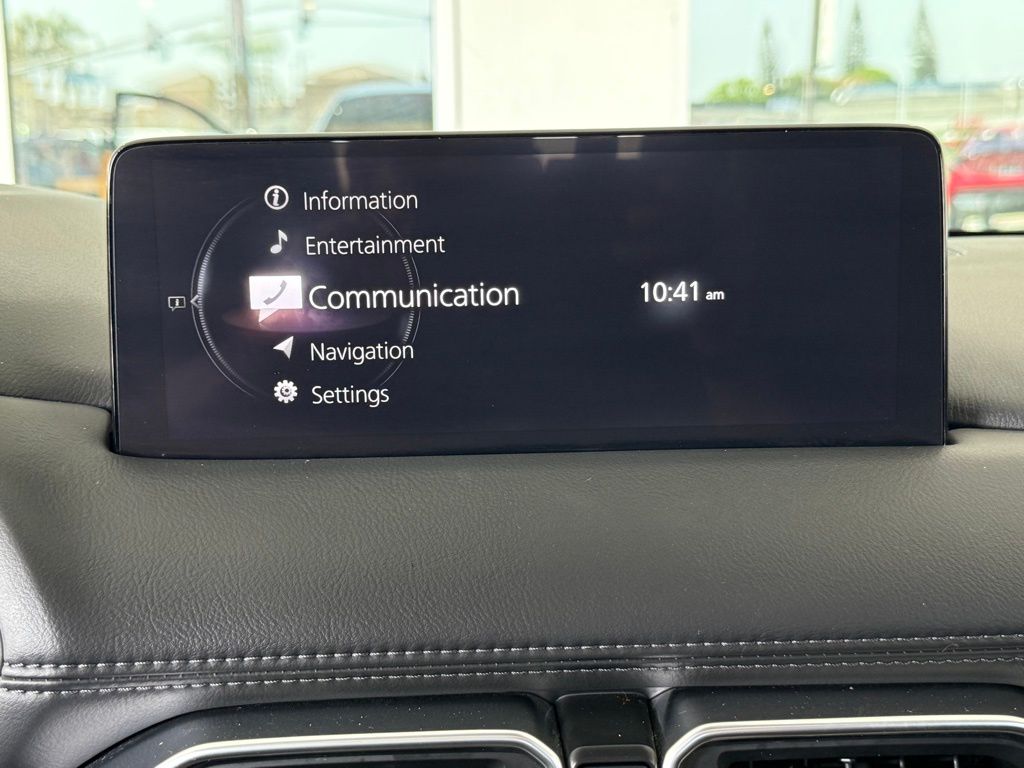 Information
Entertainment
Communication
10:41 am
Navigation
Settings